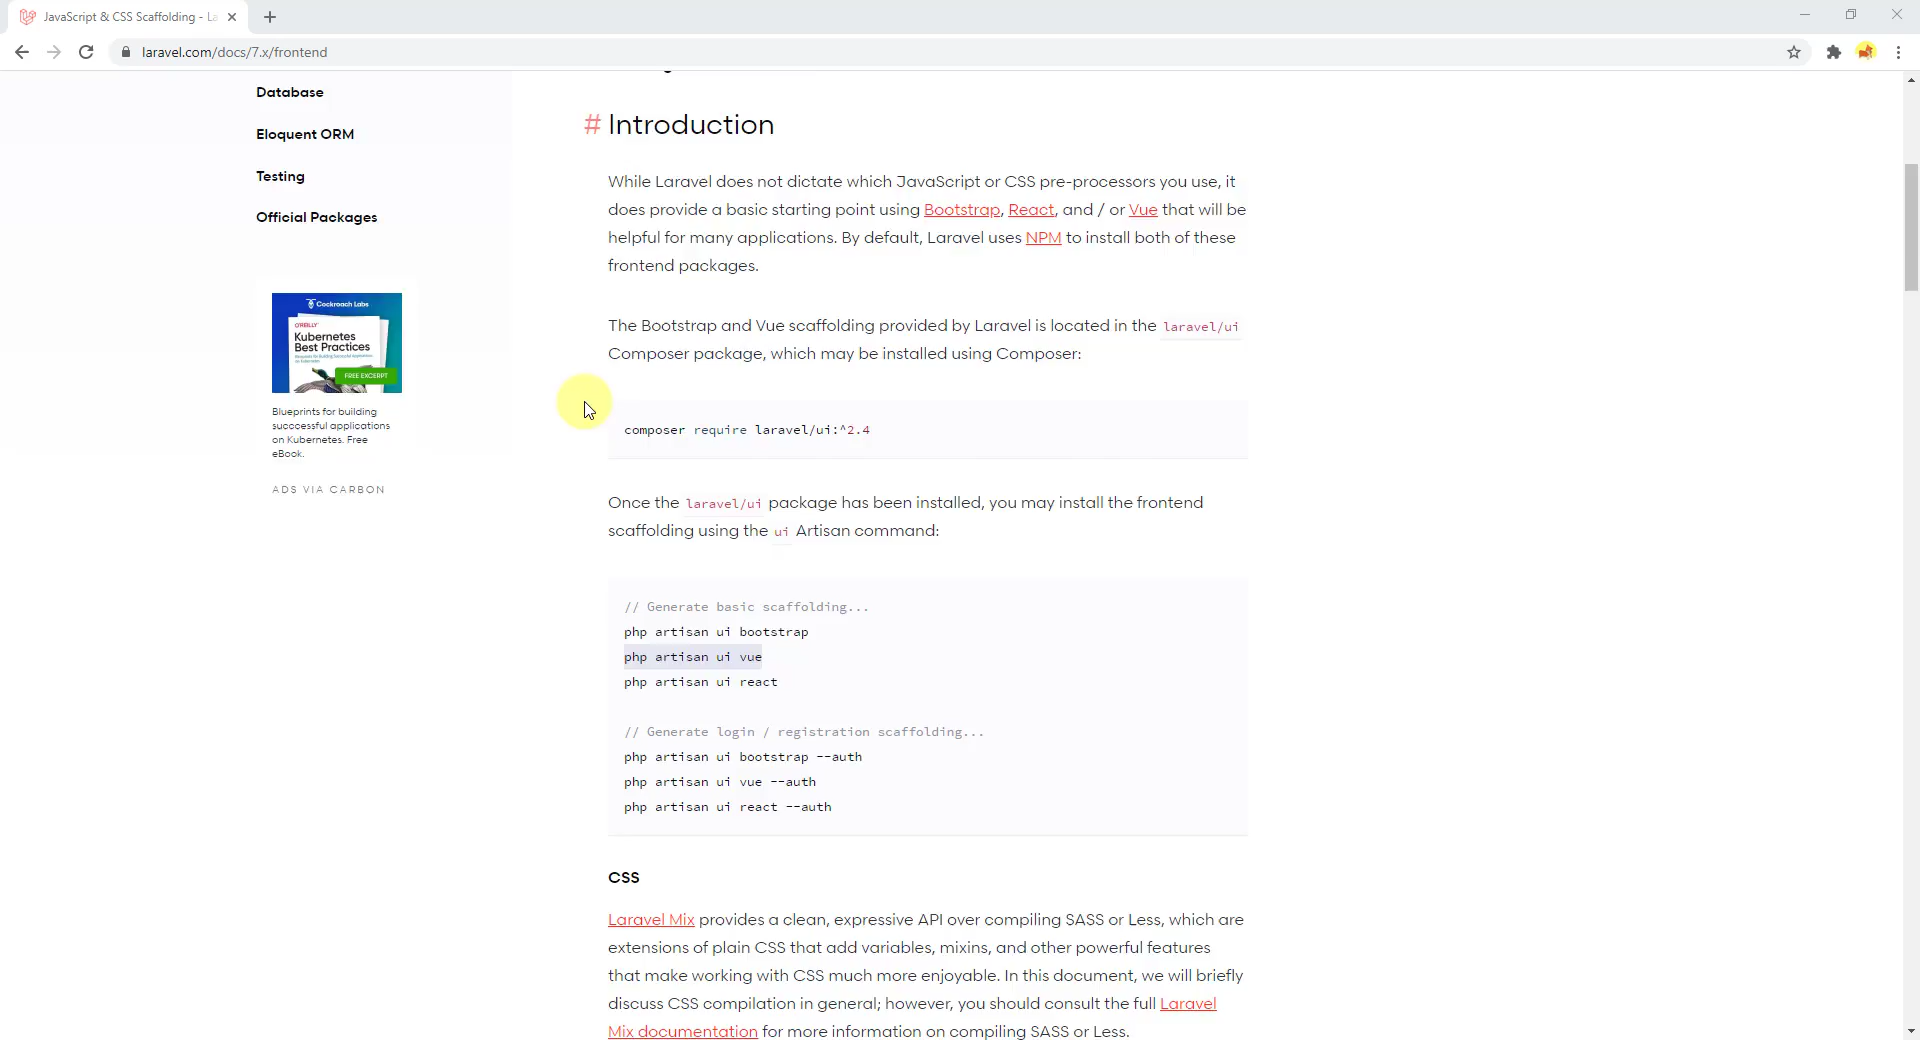 JavaScript & CSS Scaffolding - La
laravel.com/docs/7.x/frontend
Database
Eloquent ORM
Testing
Official Packages
Cockroach Labs
O'REILLY
Kubernetes
Best Practices
FREE EXCERPT
Blueprints for building
succcessful applications
on Kubernetes. Free
eBook.
ADS VIA CARBON
# Introduction
While Laravel does not dictate which JavaScript or CSS pre-processors you use, it
does provide a basic starting point using Bootstrap, React, and / or Vue that will be
helpful for many applications. By default, Laravel uses NPM to install both of these
frontend packages.
The Bootstrap and Vue scaffolding provided by Laravel is located in the laravel/ui
Composer package, which may be installed using Composer:
composer require laravel/ui:^2.4
Once the laravel/ui package has been installed, you may install the frontend
scaffolding using the ui Artisan command:
// Generate basic scaffolding...
php artisan ui bootstrap
php artisan ui vue
php artisan ui react
// Generate login / registration scaffolding...
php artisan ui bootstrap --auth
php artisan ui vue --auth
php artisan ui react --auth
CSS
Laravel Mix provides a clean, expressive API over compiling SASS or Less, which are
extensions of plain CSS that add variables, mixins, and other powerful features
that make working with CSS much more enjoyable. In this document, we will briefly
discuss CSS compilation in general; however, you should consult the full Laravel
Mix documentation for more information on compiling SASS or Less.